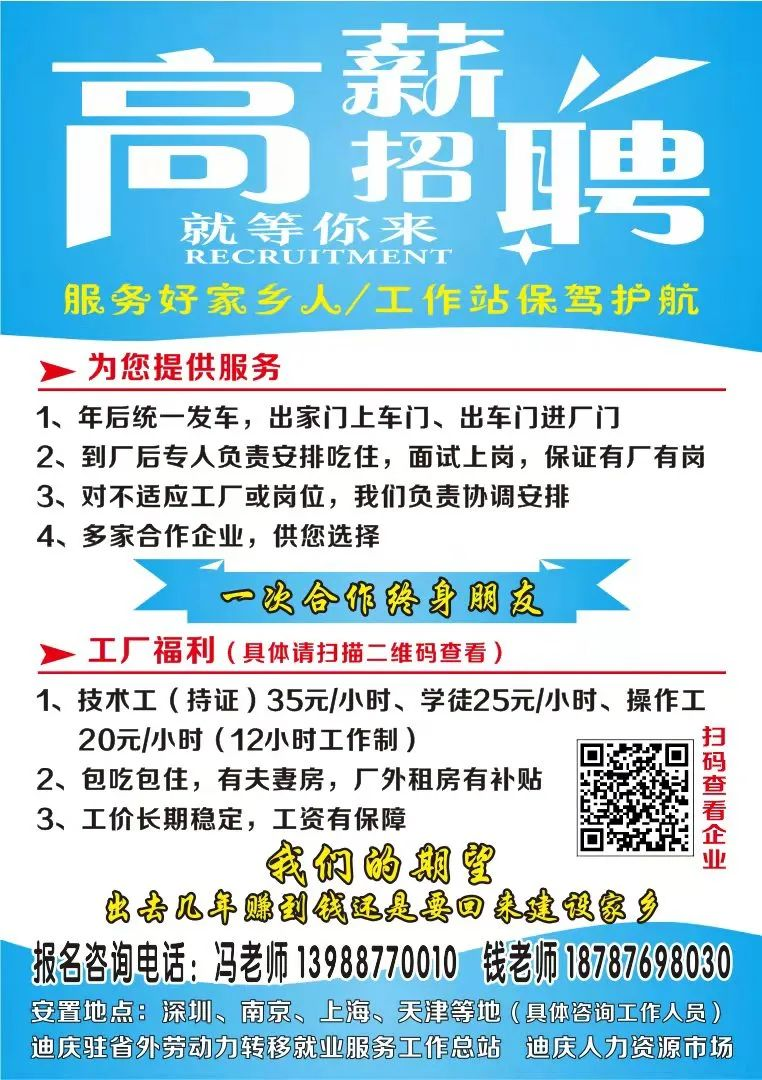 高薪招聘
就等你来
RECRUITMENT
服务好家乡人/工作站保驾护航
为您提供服务
1、年后统一发车，出家门上车门、出车门进厂门
2、到厂后专人负责安排吃住，面试上岗，保证有厂有岗
3、对不适应工厂或岗位，我们负责协调安排
4、多家合作企业，供您选择
一次合作终身朋友
工厂福利（具体请扫描二维码查看）
1、技术工（持证）35元/小时、学徒25元/小时、操作工
20元/小时（12小时工作制）
2、包吃包住，有夫妻房，厂外租房有补贴
3、工价长期稳定，工资有保障
扫码查看企业
我们的期望
出去几年赚到钱还是要回来建设家乡
报名咨询电话：冯老师 13988770010 钱老师 18787698030
安置地点：深圳、南京、上海、天津等地（具体咨询工作人员）
迪庆驻省外劳动力转移就业服务工作总站 迪庆人力资源市场